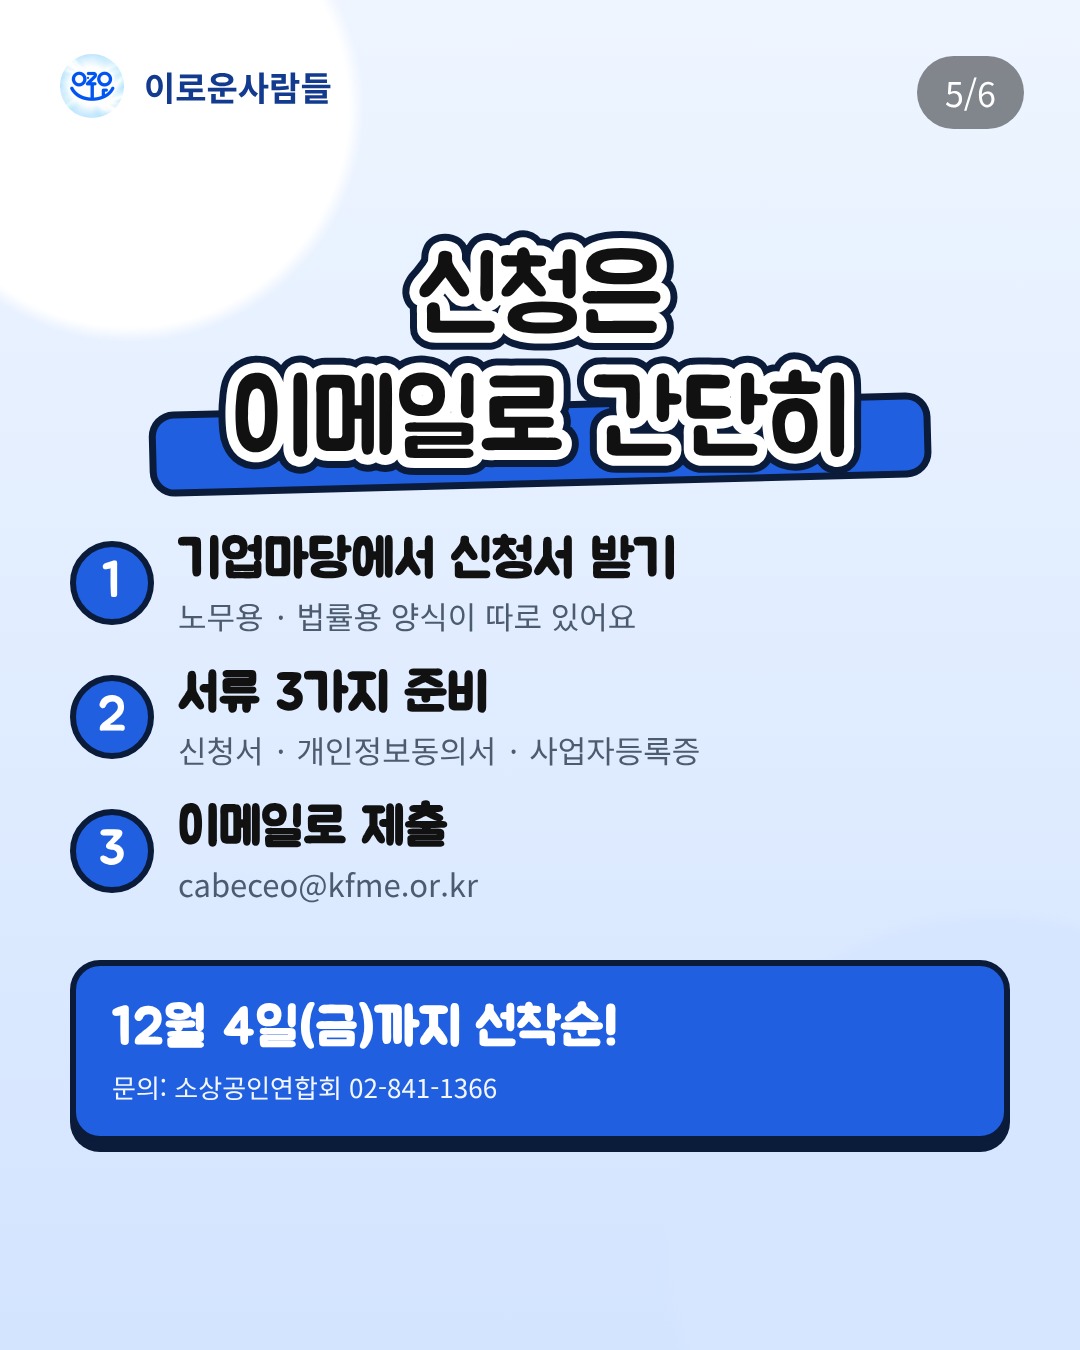 이로운사람들
5/6
신청은
이메일로 간단히
1 기업마당에서 신청서 받기
노무용 · 법률용 양식이 따로 있어요
2 서류 3가지 준비
신청서 · 개인정보동의서 · 사업자등록증
3 이메일로 제출
cabeceo@kfme.or.kr
12월 4일(금)까지 선착순!
문의: 소상공인연합회 02-841-1366